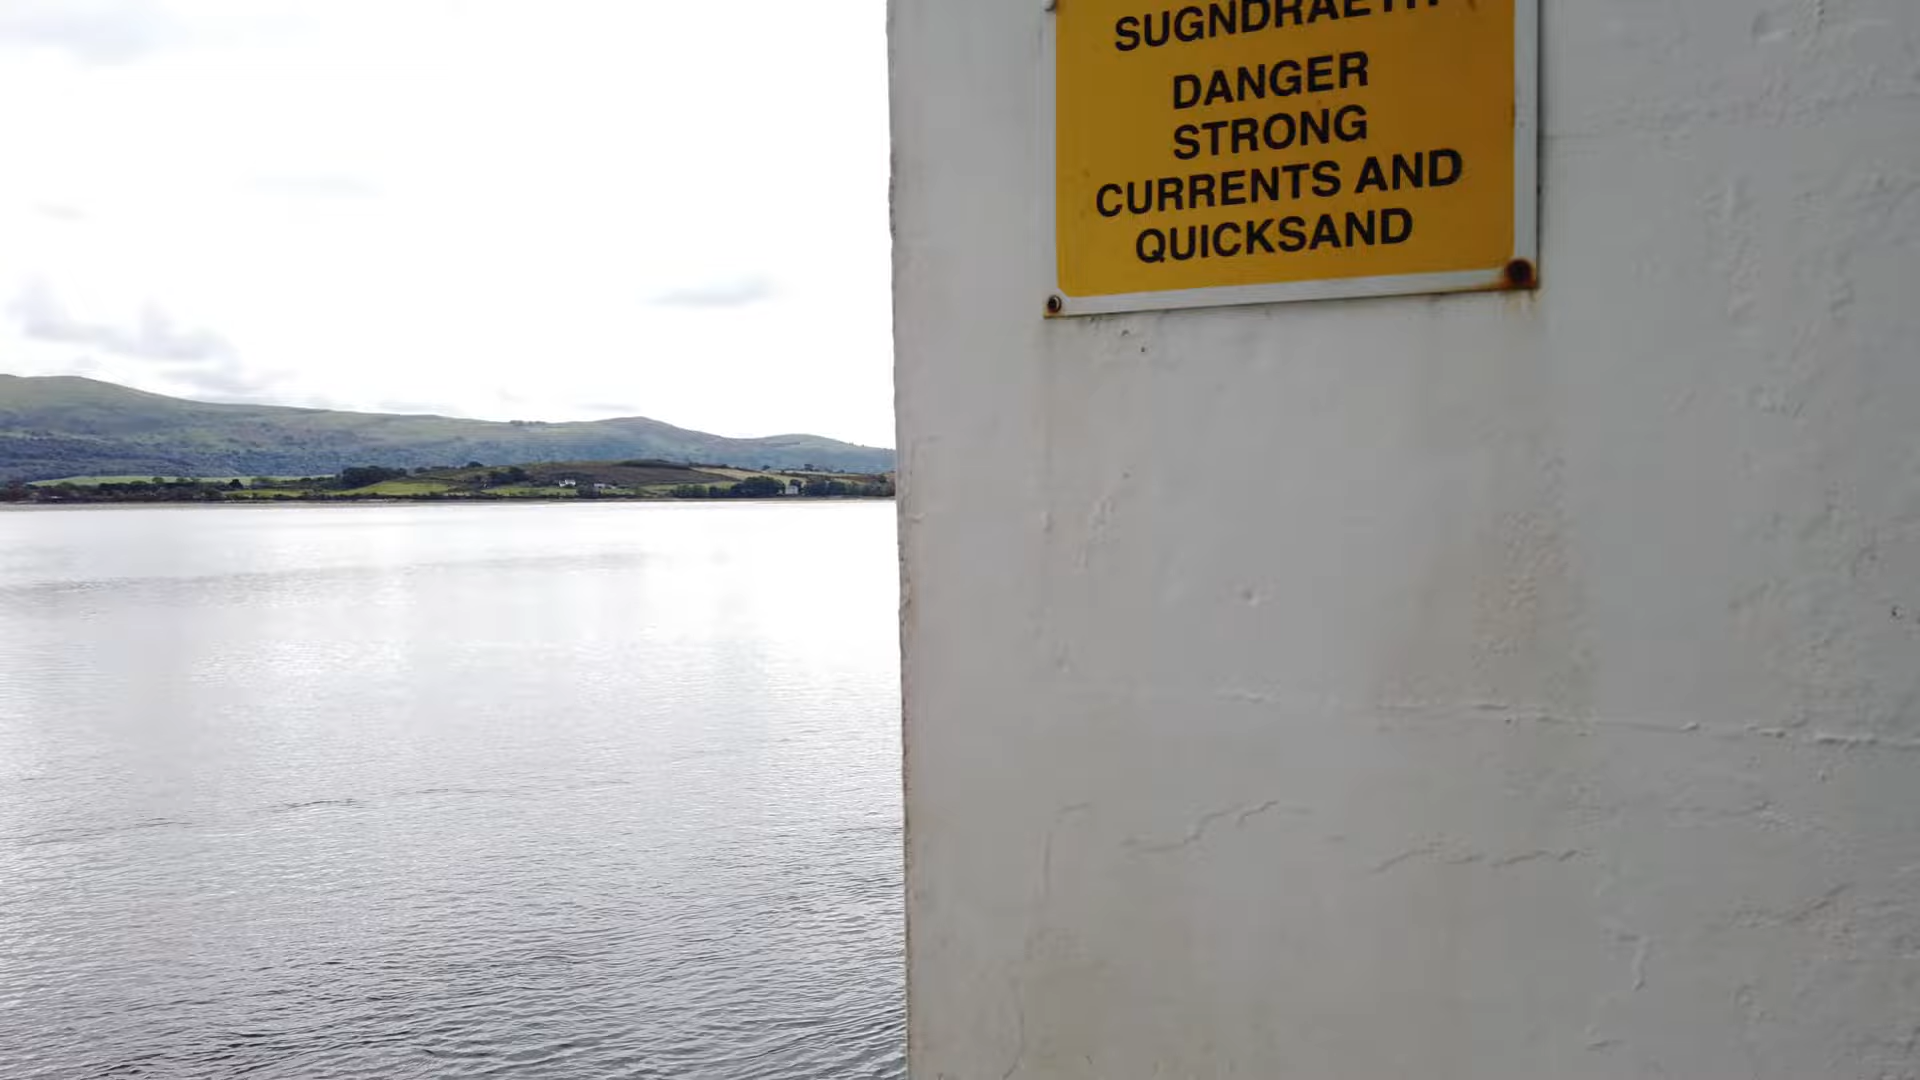 SUGNDRAETH
DANGER
STRONG
CURRENTS AND
QUICKSAND